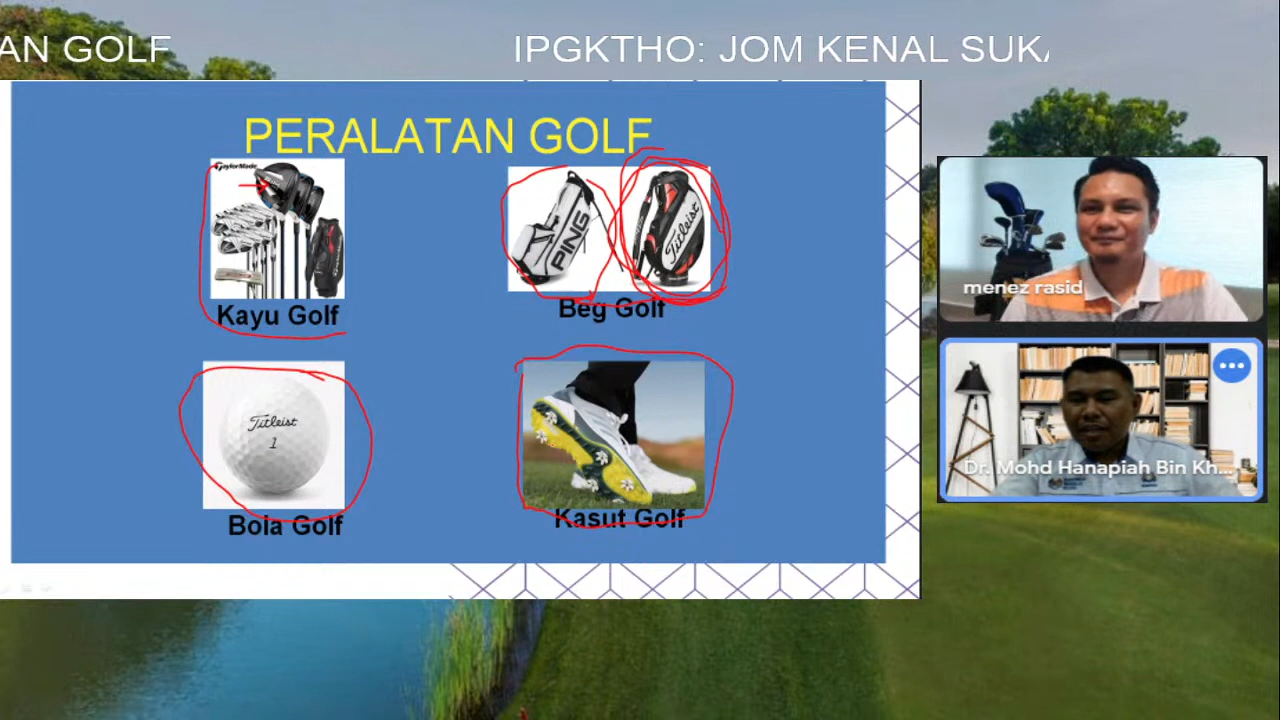 AN GOLF
IPGKTHO: JOM KENAL SUKA
PERALATAN GOLF
TaylorMade
PING
Titleist
Kayu Golf
Beg Golf
menez rasid
Titleist
1
Bola Golf
Kasut Golf
Dr. Mohd Hanapiah Bin Kh...